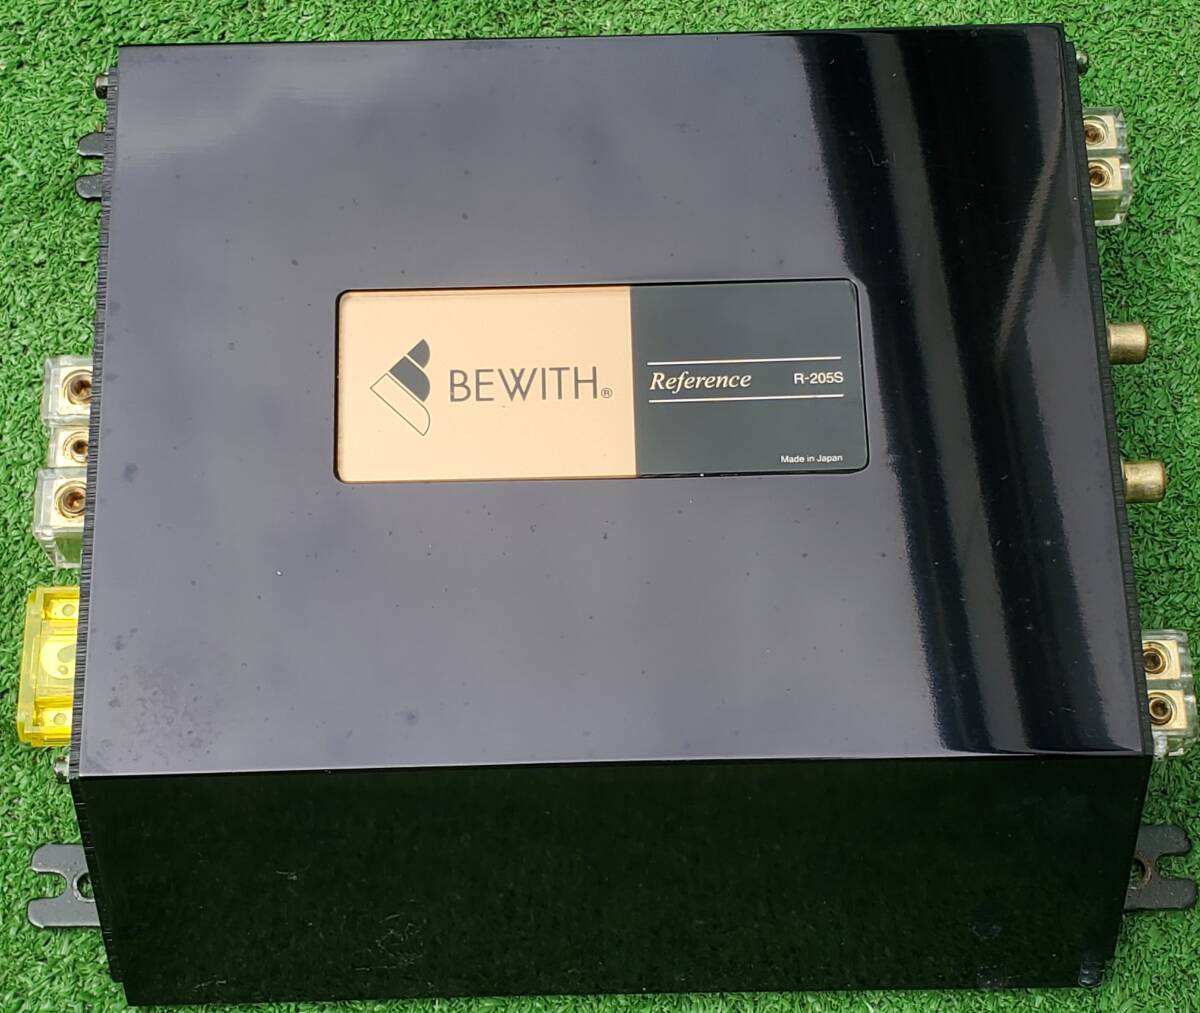 BEWITH®
Reference R-205S
Made in Japan